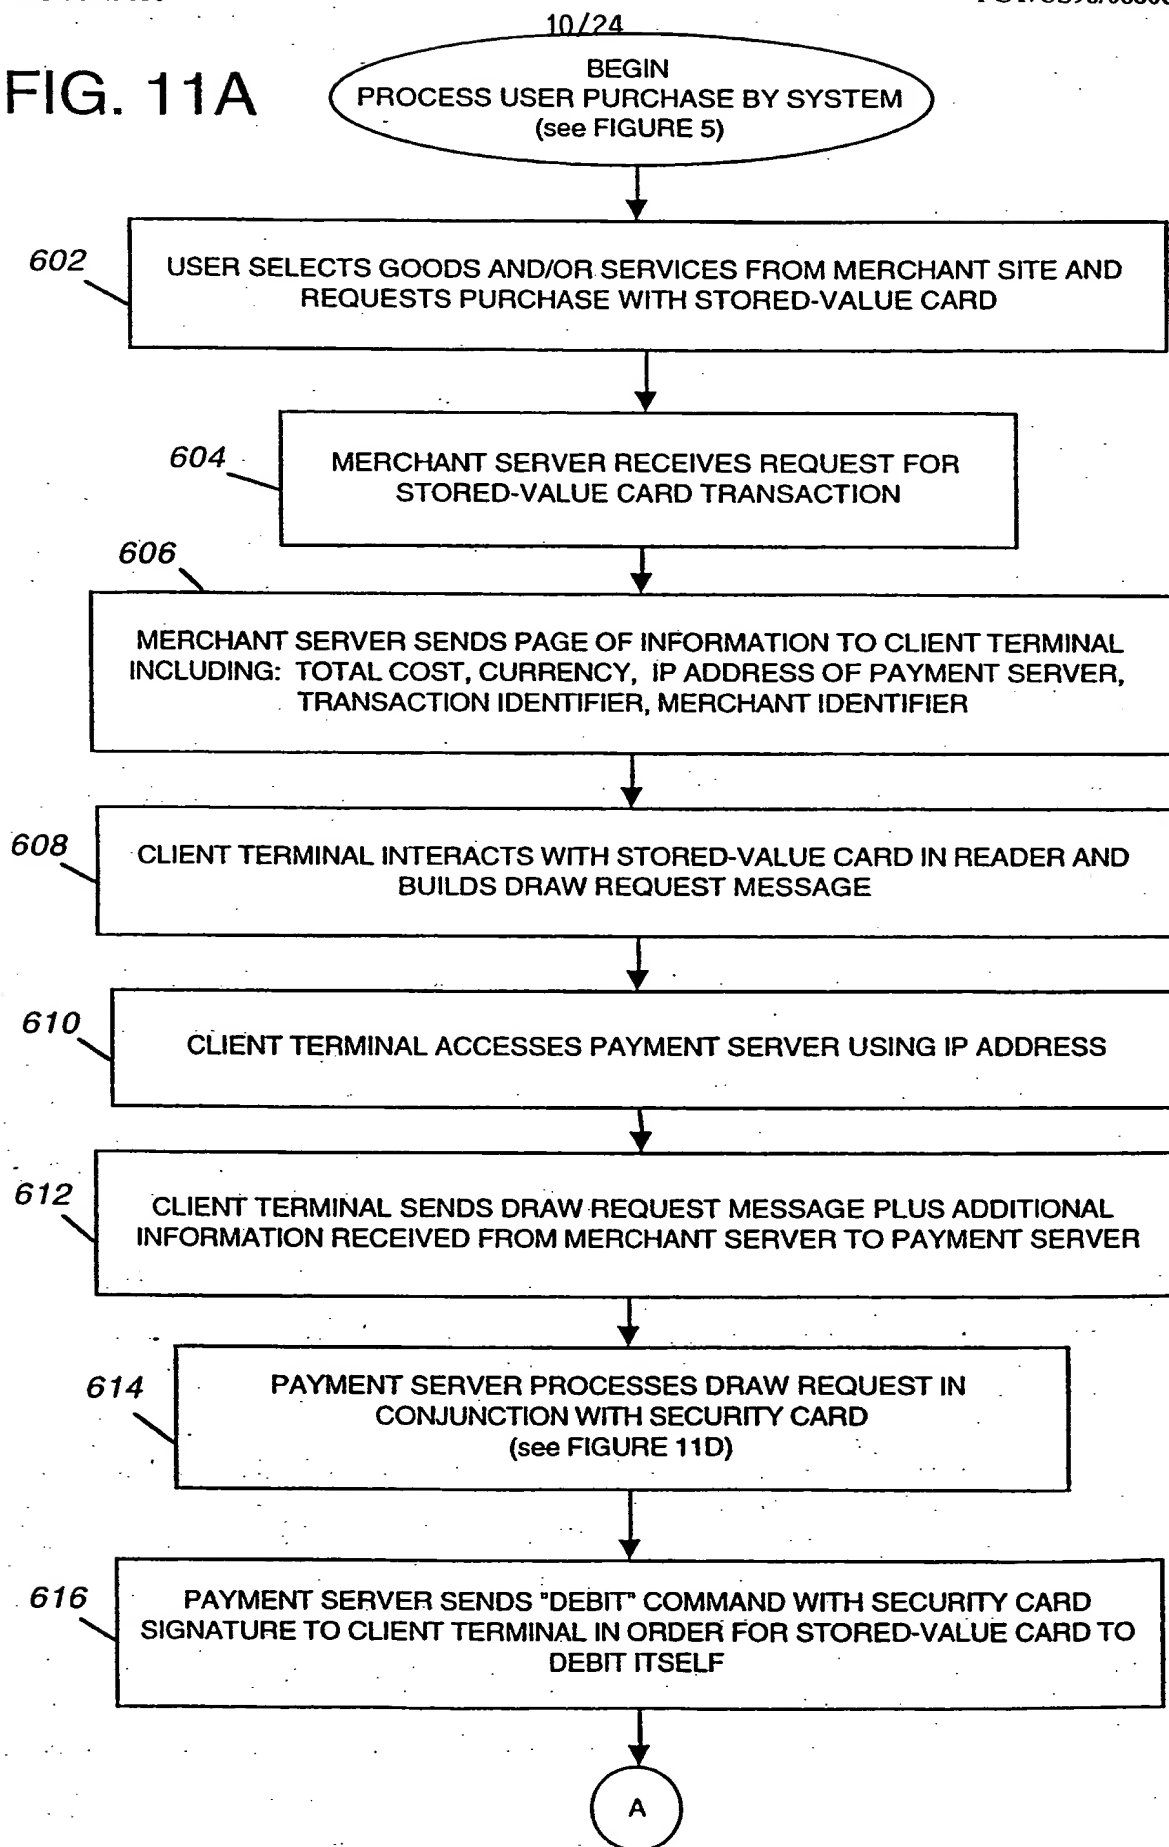 10/24
FIG. 11A
BEGIN
PROCESS USER PURCHASE BY SYSTEM
(see FIGURE 5)
602
USER SELECTS GOODS AND/OR SERVICES FROM MERCHANT SITE AND
REQUESTS PURCHASE WITH STORED-VALUE CARD
604
MERCHANT SERVER RECEIVES REQUEST FOR
STORED-VALUE CARD TRANSACTION
606
MERCHANT SERVER SENDS PAGE OF INFORMATION TO CLIENT TERMINAL
INCLUDING: TOTAL COST, CURRENCY, IP ADDRESS OF PAYMENT SERVER,
TRANSACTION IDENTIFIER, MERCHANT IDENTIFIER
608
CLIENT TERMINAL INTERACTS WITH STORED-VALUE CARD IN READER AND
BUILDS DRAW REQUEST MESSAGE
610
CLIENT TERMINAL ACCESSES PAYMENT SERVER USING IP ADDRESS
612
CLIENT TERMINAL SENDS DRAW REQUEST MESSAGE PLUS ADDITIONAL
INFORMATION RECEIVED FROM MERCHANT SERVER TO PAYMENT SERVER
614
PAYMENT SERVER PROCESSES DRAW REQUEST IN
CONJUNCTION WITH SECURITY CARD
(see FIGURE 11D)
616
PAYMENT SERVER SENDS "DEBIT" COMMAND WITH SECURITY CARD
SIGNATURE TO CLIENT TERMINAL IN ORDER FOR STORED-VALUE CARD TO
DEBIT ITSELF
A